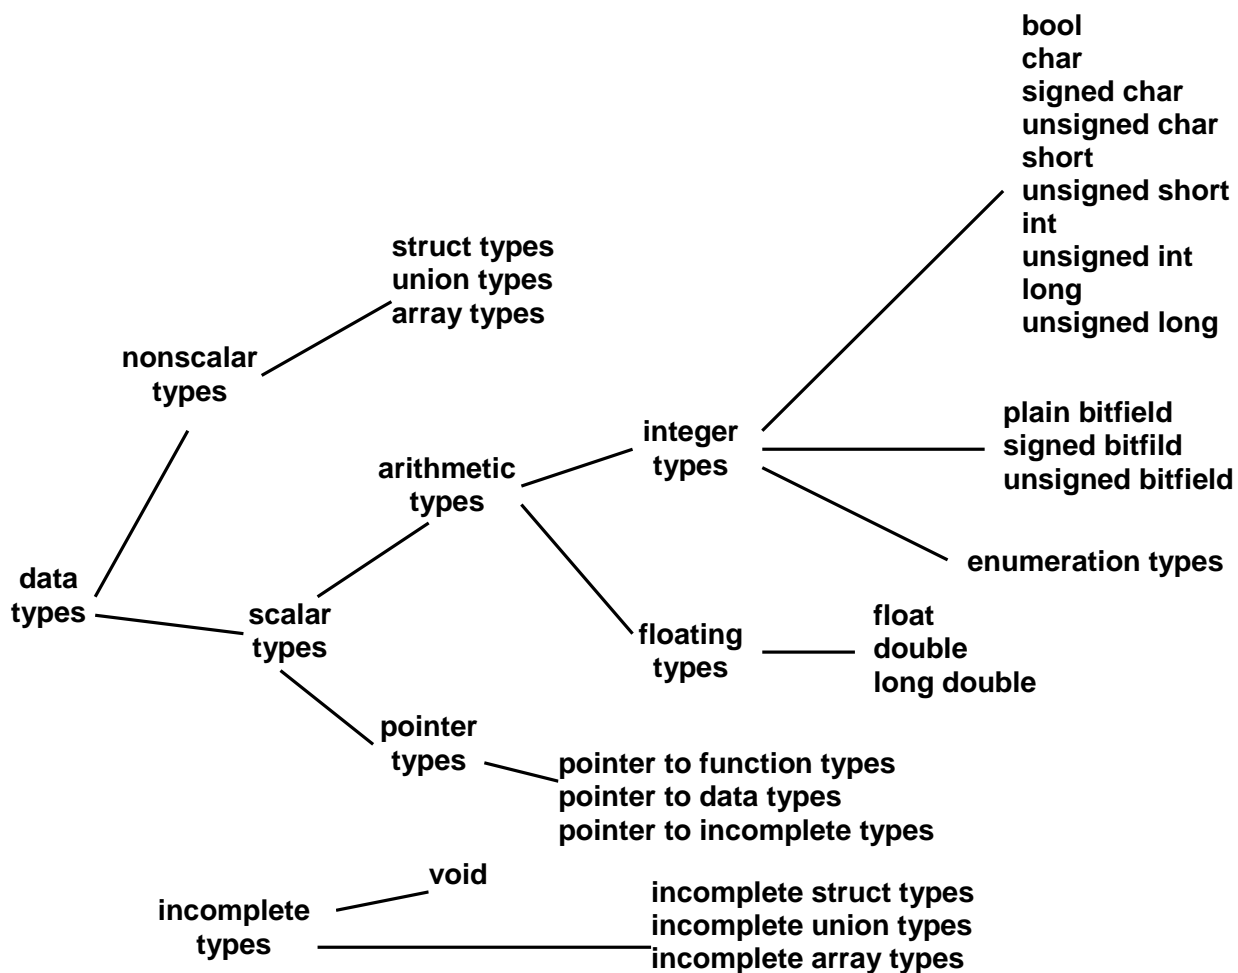 bool
char
signed char
unsigned char
short
unsigned short
int
unsigned int
long
unsigned long
struct types
union types
array types
nonscalar
types
integer
types
plain bitfield
signed bitfild
unsigned bitfield
arithmetic
types
enumeration types
data
types
scalar
types
floating
types
float
double
long double
pointer
types
pointer to function types
pointer to data types
pointer to incomplete types
void
incomplete
types
incomplete struct types
incomplete union types
incomplete array types